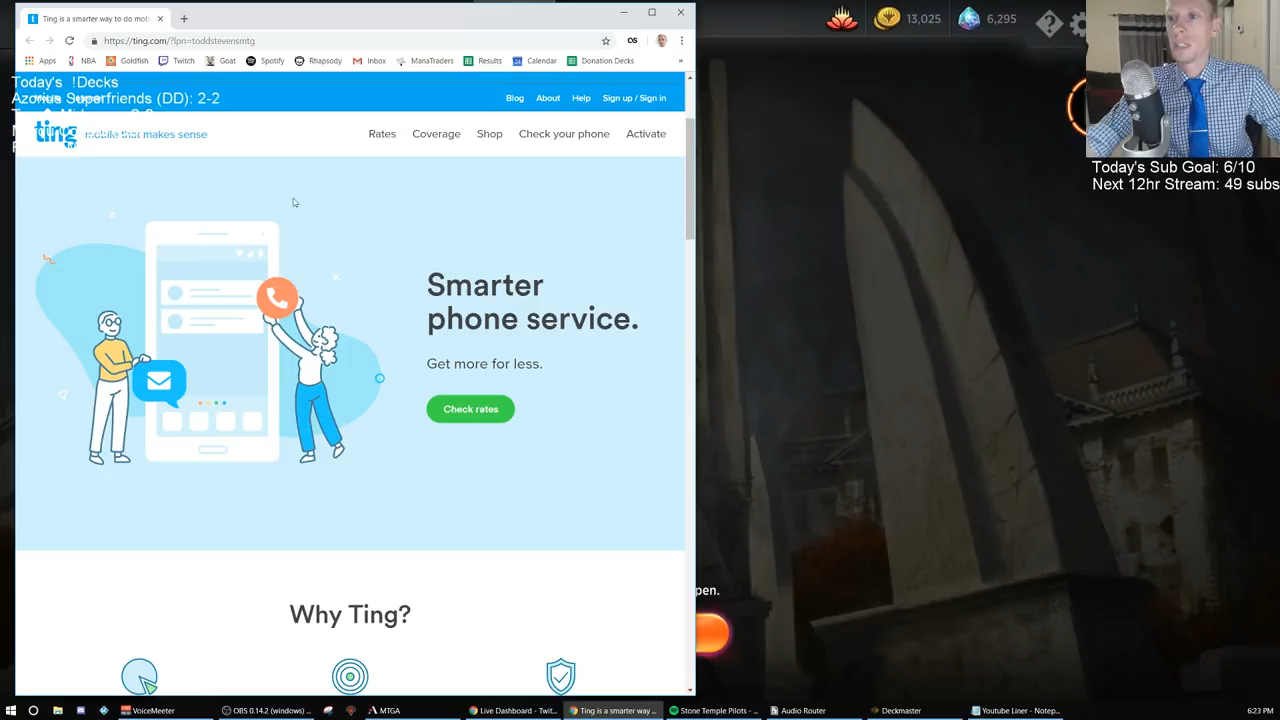 Ting is a smarter way to do mob
https://ting.com/?lpn=toddstevensmtg
OS
Apps
NBA
Goldfish
Twitch
Goat
Spotify
Rhapsody
Inbox
ManaTraders
Results
Calendar
Donation Decks
»
13,025
6,295
Today's !Decks
Azorius Superfriends (DD): 2-2
Blog
About
Help
Sign up / Sign in
ting
mobile that makes sense
Rates
Coverage
Shop
Check your phone
Activate
Today's Sub Goal: 6/10
Next 12hr Stream: 49 subs
Smarter
phone service.
Get more for less.
Check rates
pen.
Why Ting?
VoiceMeeter
OBS 0.14.2 (windows) ...
MTGA
Live Dashboard - Twit...
Ting is a smarter way ...
Stone Temple Pilots - ...
Audio Router
Deckmaster
Youtube Liner - Notep...
6:23 PM